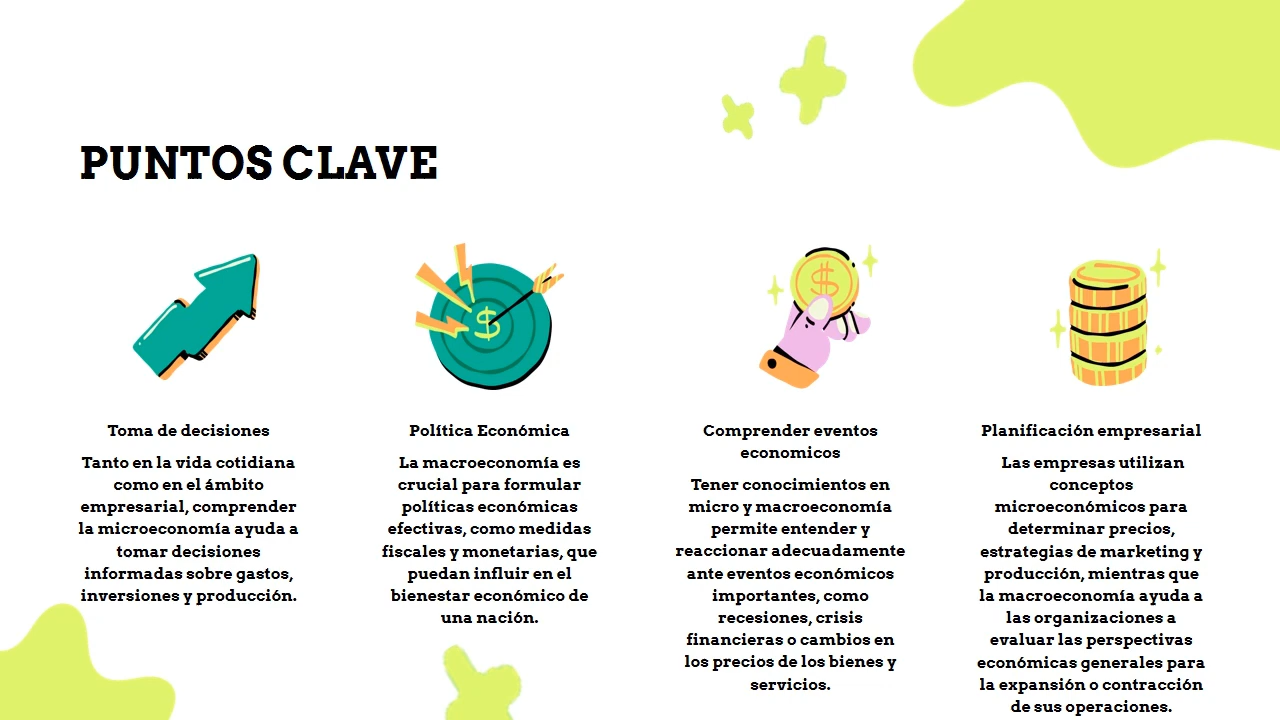 PUNTOS CLAVE
Toma de decisiones
Tanto en la vida cotidiana
como en el ámbito
empresarial, comprender
la microeconomía ayuda a
tomar decisiones
informadas sobre gastos,
inversiones y producción.
Política Económica
La macroeconomía es
crucial para formular
políticas económicas
efectivas, como medidas
fiscales y monetarias, que
puedan influir en el
bienestar económico de
una nación.
Comprender eventos
economicos
Tener conocimientos en
micro y macroeconomía
permite entender y
reaccionar adecuadamente
ante eventos económicos
importantes, como
recesiones, crisis
financieras o cambios en
los precios de los bienes y
servicios.
Planificación empresarial
Las empresas utilizan
conceptos
microeconómicos para
determinar precios,
estrategias de marketing y
producción, mientras que
la macroeconomía ayuda a
las organizaciones a
evaluar las perspectivas
económicas generales para
la expansión o contracción
de sus operaciones.